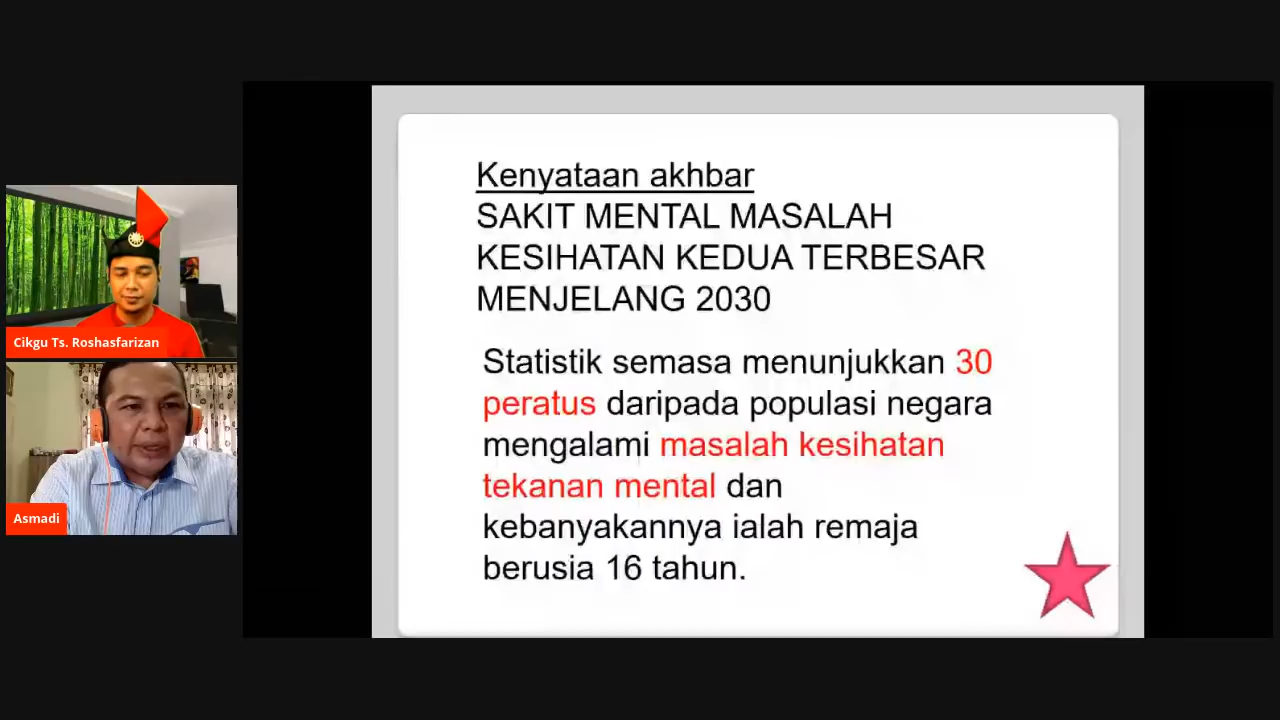 Kenyataan akhbar
SAKIT MENTAL MASALAH
KESIHATAN KEDUA TERBESAR
MENJELANG 2030
Statistik semasa menunjukkan 30
peratus daripada populasi negara
mengalami masalah kesihatan
tekanan mental dan
kebanyakannya ialah remaja
berusia 16 tahun.
Cikgu Ts. Roshasfarizan
Asmadi